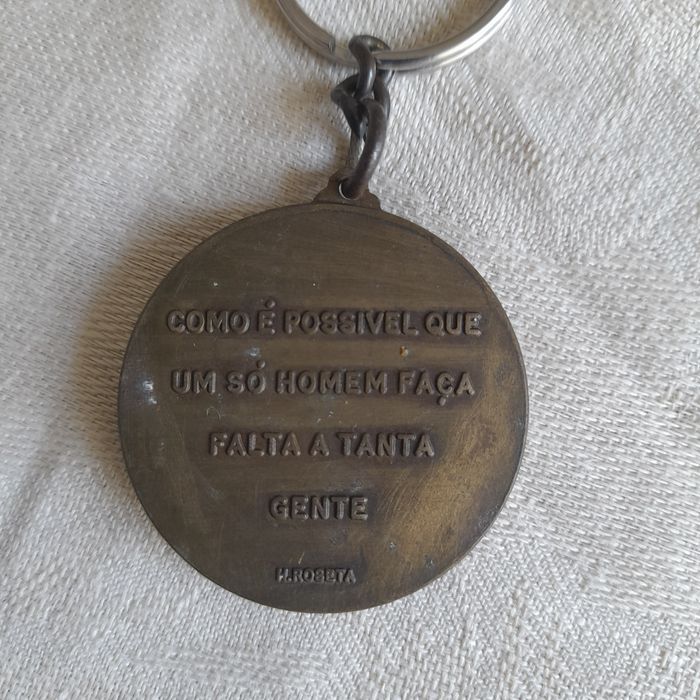 COMO É POSSIVEL QUE
UM SÓ HOMEM FAÇA
FALTA A TANTA
GENTE
H.ROSETA